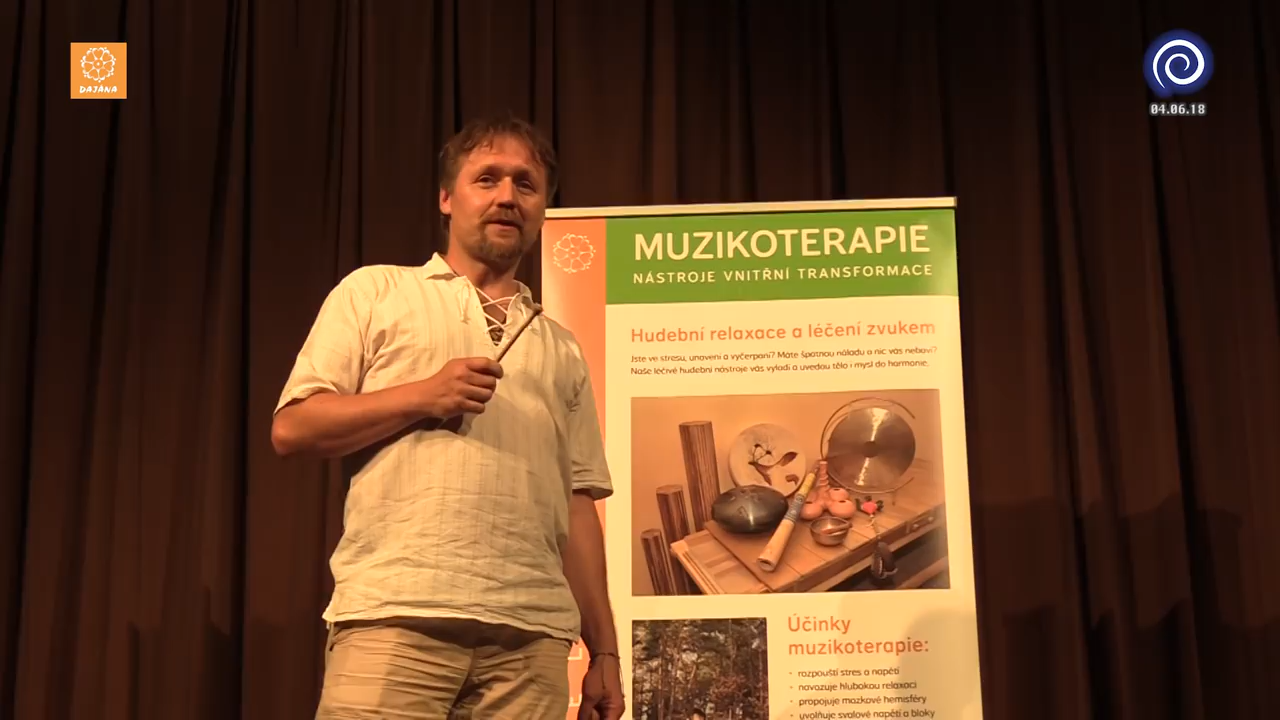 DAJÁNA
04.06.18
MUZIKOTERAPIE
NÁSTROJE VNITŘNÍ TRANSFORMACE
Hudební relaxace a léčení zvukem
Jste ve stresu, unavení a vyčerpaní? Máte špatnou náladu a nic vás nebaví?
Naše léčivé hudební nástroje vás vyladí a uvedou tělo i mysl do harmonie.
Účinky
muzikoterapie:
• rozpouští stres a napětí
• navozuje hlubokou relaxaci
• propojuje mozkové hemisféry
• uvolňuje svalové napětí a bloky